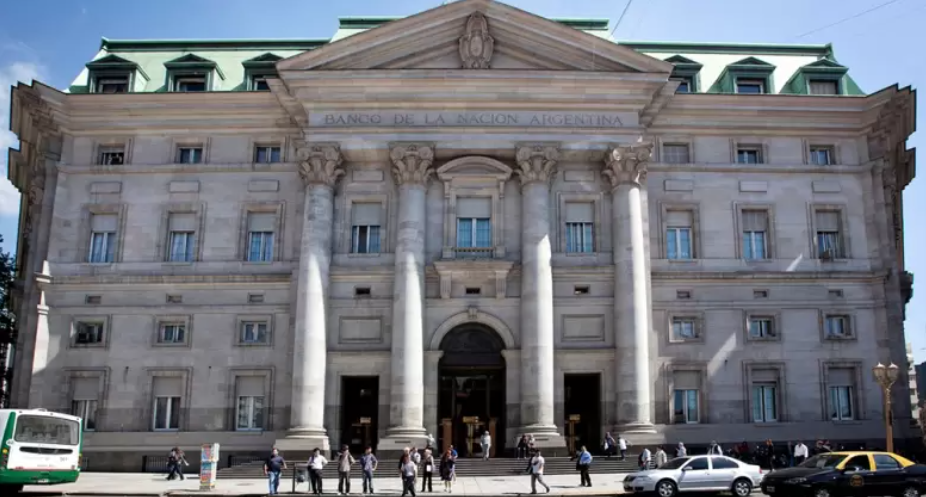 BANCO DE LA NACION ARGENTINA